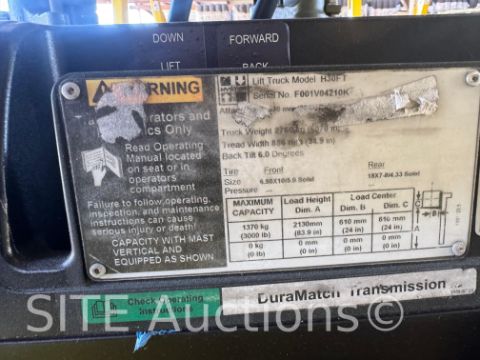 DOWN FORWARD
LIFT BACK
WARNING
Operators and
Only
Read Operating
Manual located
on seat or in
operators
compartment
Failure to follow operating,
inspection, and maintenance
instructions can cause
serious injury or death!
CAPACITY WITH MAST
VERTICAL AND
EQUIPPED AS SHOWN
Lift Truck Model H30FT
Serial No. F001V04210K
Truck Weight
Tread Width 886 mm (34.9 in)
Back Tilt 6.0 Degrees
Tire Front Rear
Size 6.50X10/5.0 Solid 18X7-8/4.33 Solid
Pressure
MAXIMUM CAPACITY
Load Height Dim. A
Load Center
Dim. B Dim. C
1370 kg (3000 lb) 2130mm (83.9 in) 610 mm (24 in) 610 mm (24 in)
0 kg (0 lb) 0 mm (0 in) 0 mm (0 in) 0 mm (0 in)
B
C
A
Check Operating
Instructions
DuraMatch Transmission
SITE Auctions